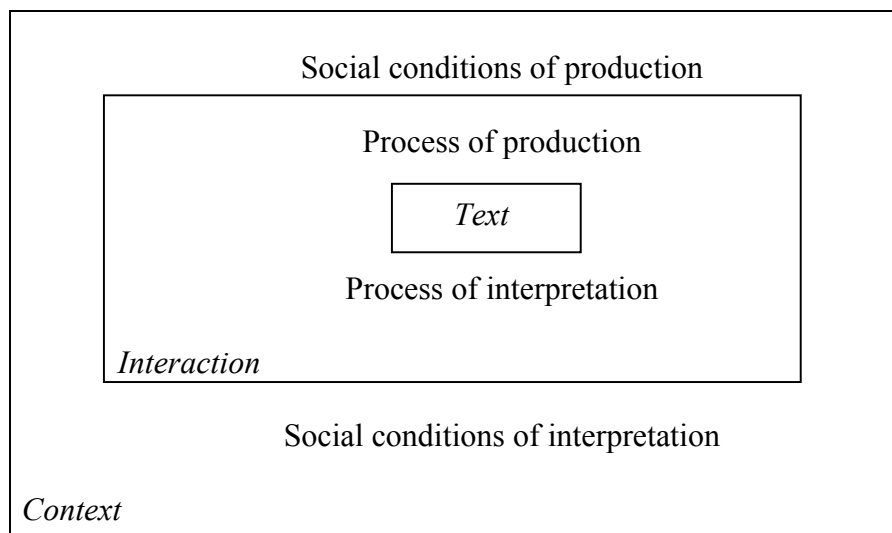 Social conditions of production
Process of production
Text
Process of interpretation
Interaction
Social conditions of interpretation
Context